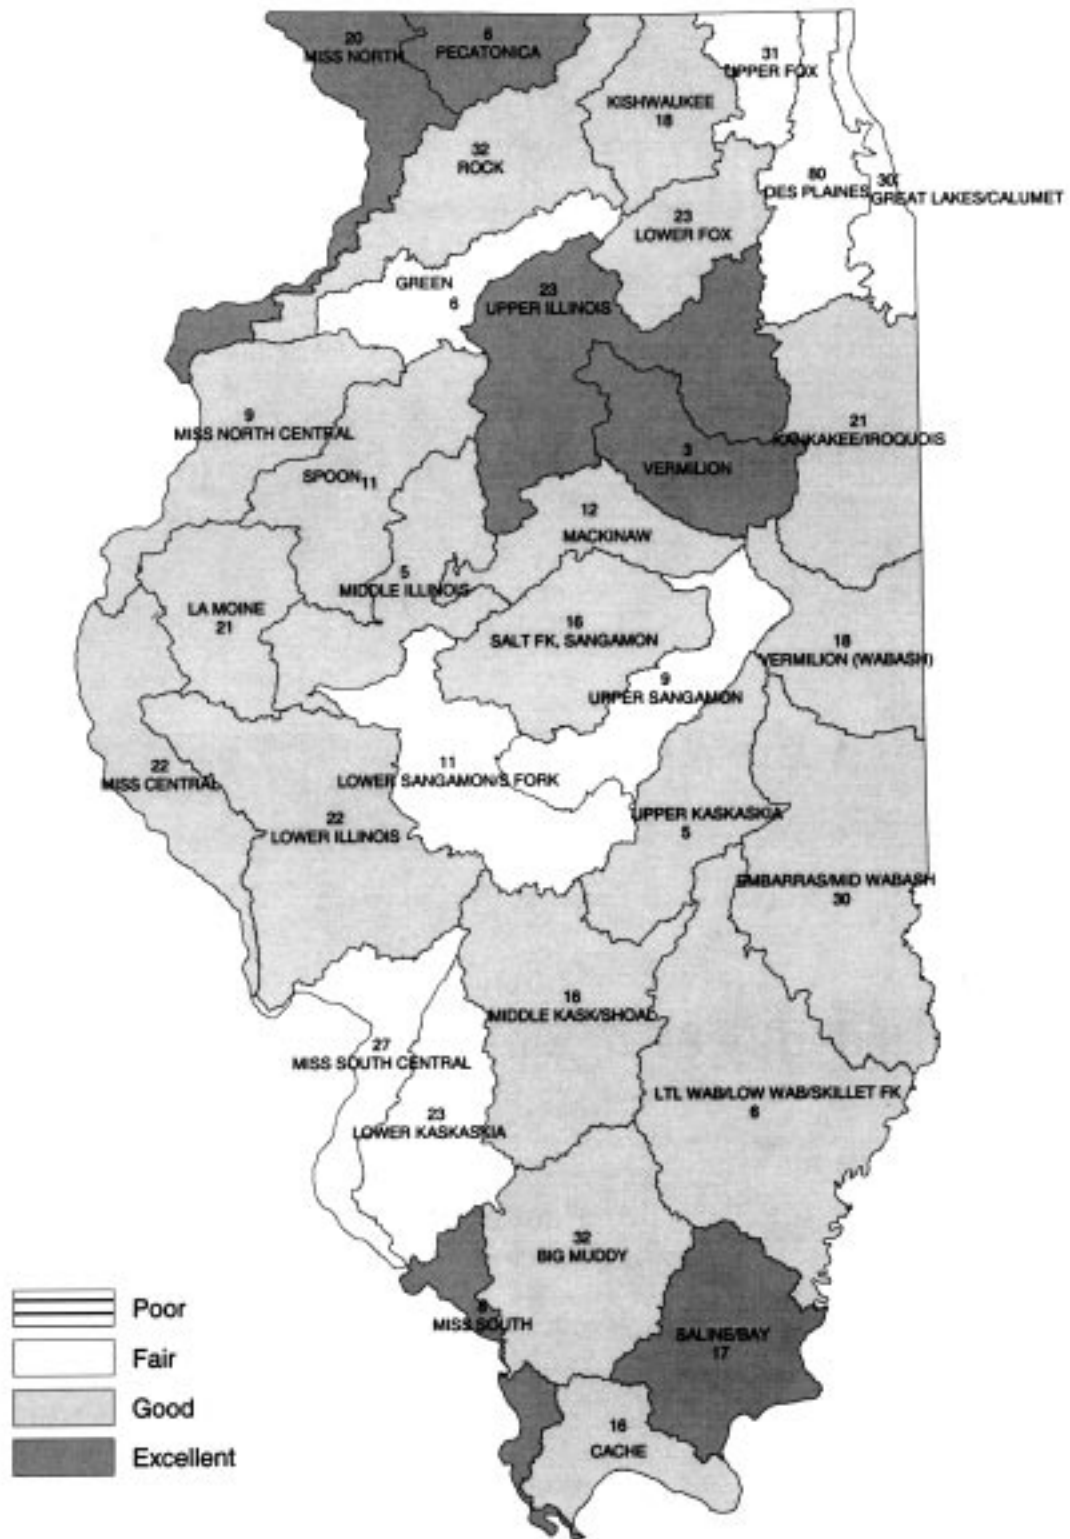 20
MISS NORTH
6
PECATONICA
31
UPPER FOX
KISHWAUKEE
18
32
ROCK
80
DES PLAINES
30
GREAT LAKES/CALUMET
23
LOWER FOX
GREEN
6
23
UPPER ILLINOIS
9
MISS NORTH CENTRAL
21
KANKAKEE/IROQUOIS
3
VERMILION
SPOON
11
12
MACKINAW
5
MIDDLE ILLINOIS
LA MOINE
21
16
SALT FK, SANGAMON
18
VERMILION (WABASH)
9
UPPER SANGAMON
22
MISS CENTRAL
11
LOWER SANGAMON/S FORK
22
LOWER ILLINOIS
UPPER KASKASKIA
5
EMBARRAS/MID WABASH
30
16
MIDDLE KASK/SHOAL
27
MISS SOUTH CENTRAL
LTL WAB/LOW WAB/SKILLET FK
6
23
LOWER KASKASKIA
32
BIG MUDDY
8
MISS SOUTH
SALINE/BAY
17
16
CACHE
Poor
Fair
Good
Excellent